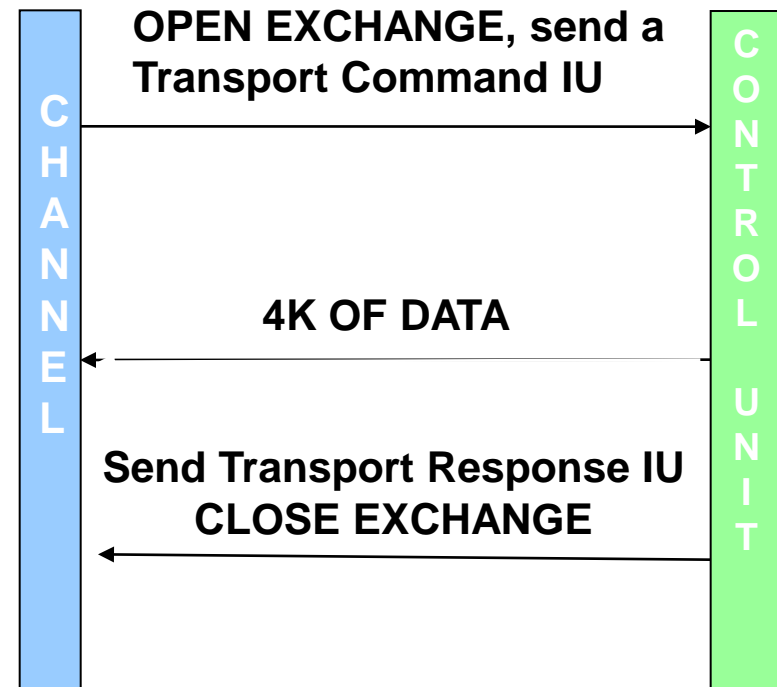 OPEN EXCHANGE, send a
Transport Command IU
CHANNEL
CONTROL UNIT
4K OF DATA
Send Transport Response IU
CLOSE EXCHANGE